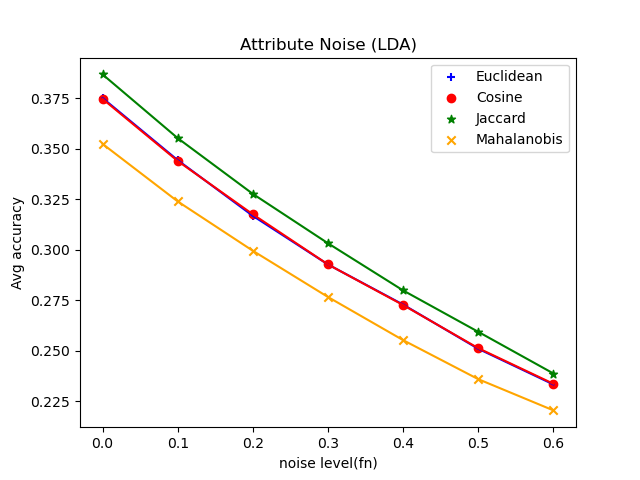 Attribute Noise (LDA)
Euclidean
Cosine
Jaccard
Mahalanobis
Avg accuracy
0.375
0.350
0.325
0.300
0.275
0.250
0.225
0.0 0.1 0.2 0.3 0.4 0.5 0.6
noise level(fn)